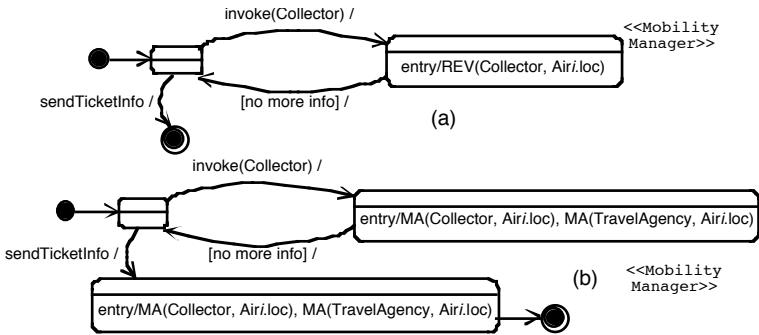 invoke(Collector) /
<<Mobility
Manager>>
entry/REV(Collector, Airi.loc)
sendTicketInfo /
[no more info] /
(a)
invoke(Collector) /
entry/MA(Collector, Airi.loc), MA(TravelAgency, Airi.loc)
sendTicketInfo /
[no more info] /
(b)
<<Mobility
Manager>>
entry/MA(Collector, Airi.loc), MA(TravelAgency, Airi.loc)